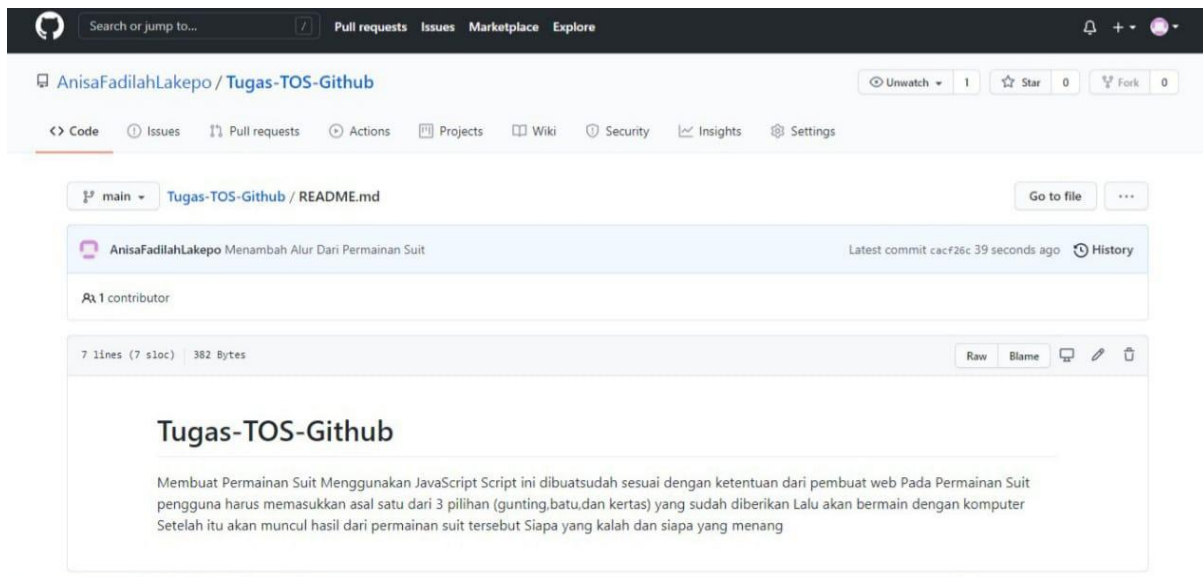 Search or jump to... / Pull requests Issues Marketplace Explore
AnisaFadilahLakepo / Tugas-TOS-Github Unwatch 1 Star 0 Fork 0
<> Code Issues Pull requests Actions Projects Wiki Security Insights Settings
main Tugas-TOS-Github / README.md Go to file ...
AnisaFadilahLakepo Menambah Alur Dari Permainan Suit Latest commit cacf26c 39 seconds ago History
1 contributor
7 lines (7 sloc) 382 Bytes Raw Blame
Tugas-TOS-Github
Membuat Permainan Suit Menggunakan JavaScript Script ini dibuatsudah sesuai dengan ketentuan dari pembuat web Pada Permainan Suit
pengguna harus memasukkan asal satu dari 3 pilihan (gunting,batu,dan kertas) yang sudah diberikan Lalu akan bermain dengan komputer
Setelah itu akan muncul hasil dari permainan suit tersebut Siapa yang kalah dan siapa yang menang